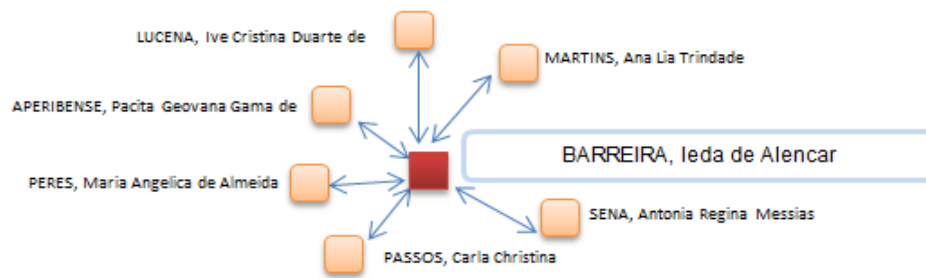 LUCENA, Ive Cristina Duarte de
MARTINS, Ana Lia Trindade
APERIBENSE, Pacita Geovana Gama de
BARREIRA, Ieda de Alencar
PERES, Maria Angelica de Almeida
SENA, Antonia Regina Messias
PASSOS, Carla Christina